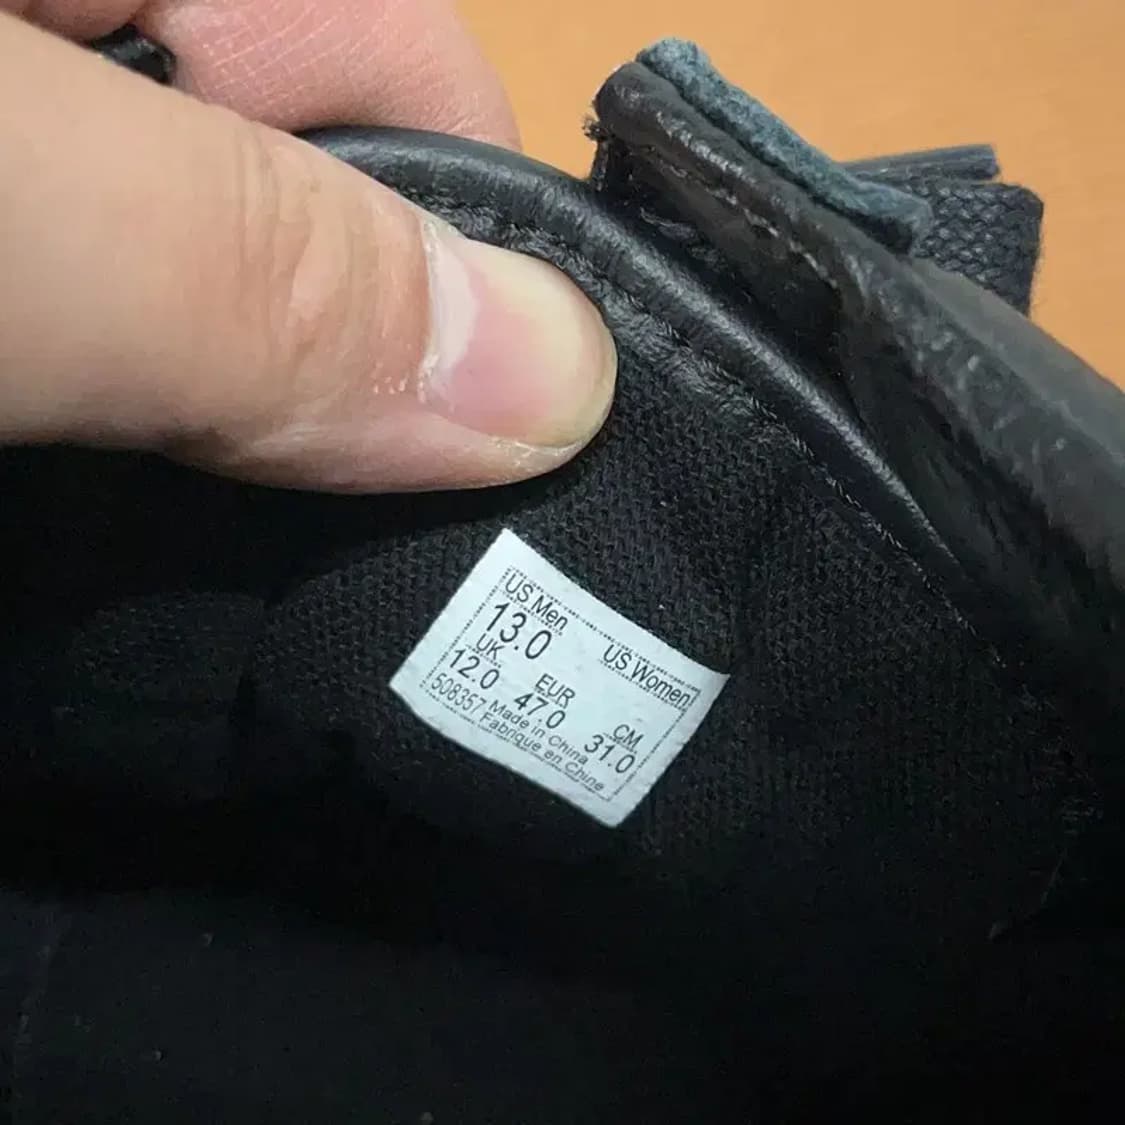 US Men
13.0
US Women
UK
12.0
EUR
47.0
CM
31.0
508357
Made in China
Fabrique en Chine